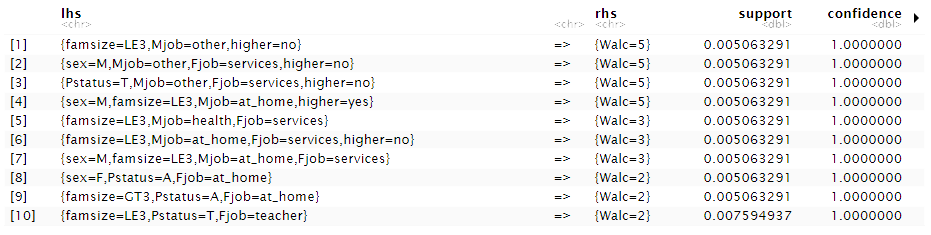 lhs rhs support confidence
<chr> <chr> <chr> <dbl> <dbl>
[1] {famsize=LE3,Mjob=other,higher=no} => {Walc=5} 0.005063291 1.0000000
[2] {sex=M,Mjob=other,Fjob=services,higher=no} => {Walc=5} 0.005063291 1.0000000
[3] {Pstatus=T,Mjob=other,Fjob=services,higher=no} => {Walc=5} 0.005063291 1.0000000
[4] {sex=M,famsize=LE3,Mjob=at_home,higher=yes} => {Walc=5} 0.005063291 1.0000000
[5] {famsize=LE3,Mjob=health,Fjob=services} => {Walc=3} 0.005063291 1.0000000
[6] {famsize=LE3,Mjob=at_home,Fjob=services,higher=no} => {Walc=3} 0.005063291 1.0000000
[7] {sex=M,famsize=LE3,Mjob=at_home,Fjob=services} => {Walc=3} 0.005063291 1.0000000
[8] {sex=F,Pstatus=A,Fjob=at_home} => {Walc=2} 0.005063291 1.0000000
[9] {famsize=GT3,Pstatus=A,Fjob=at_home} => {Walc=2} 0.005063291 1.0000000
[10] {famsize=LE3,Pstatus=T,Fjob=teacher} => {Walc=2} 0.007594937 1.0000000